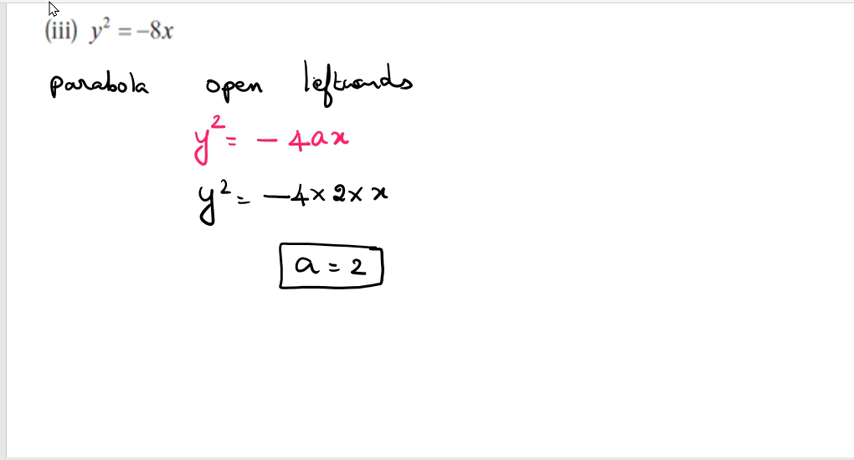 (iii) y² = –8x
parabola open leftwards
y² = – 4ax
y² = – 4 × 2 × x
a = 2